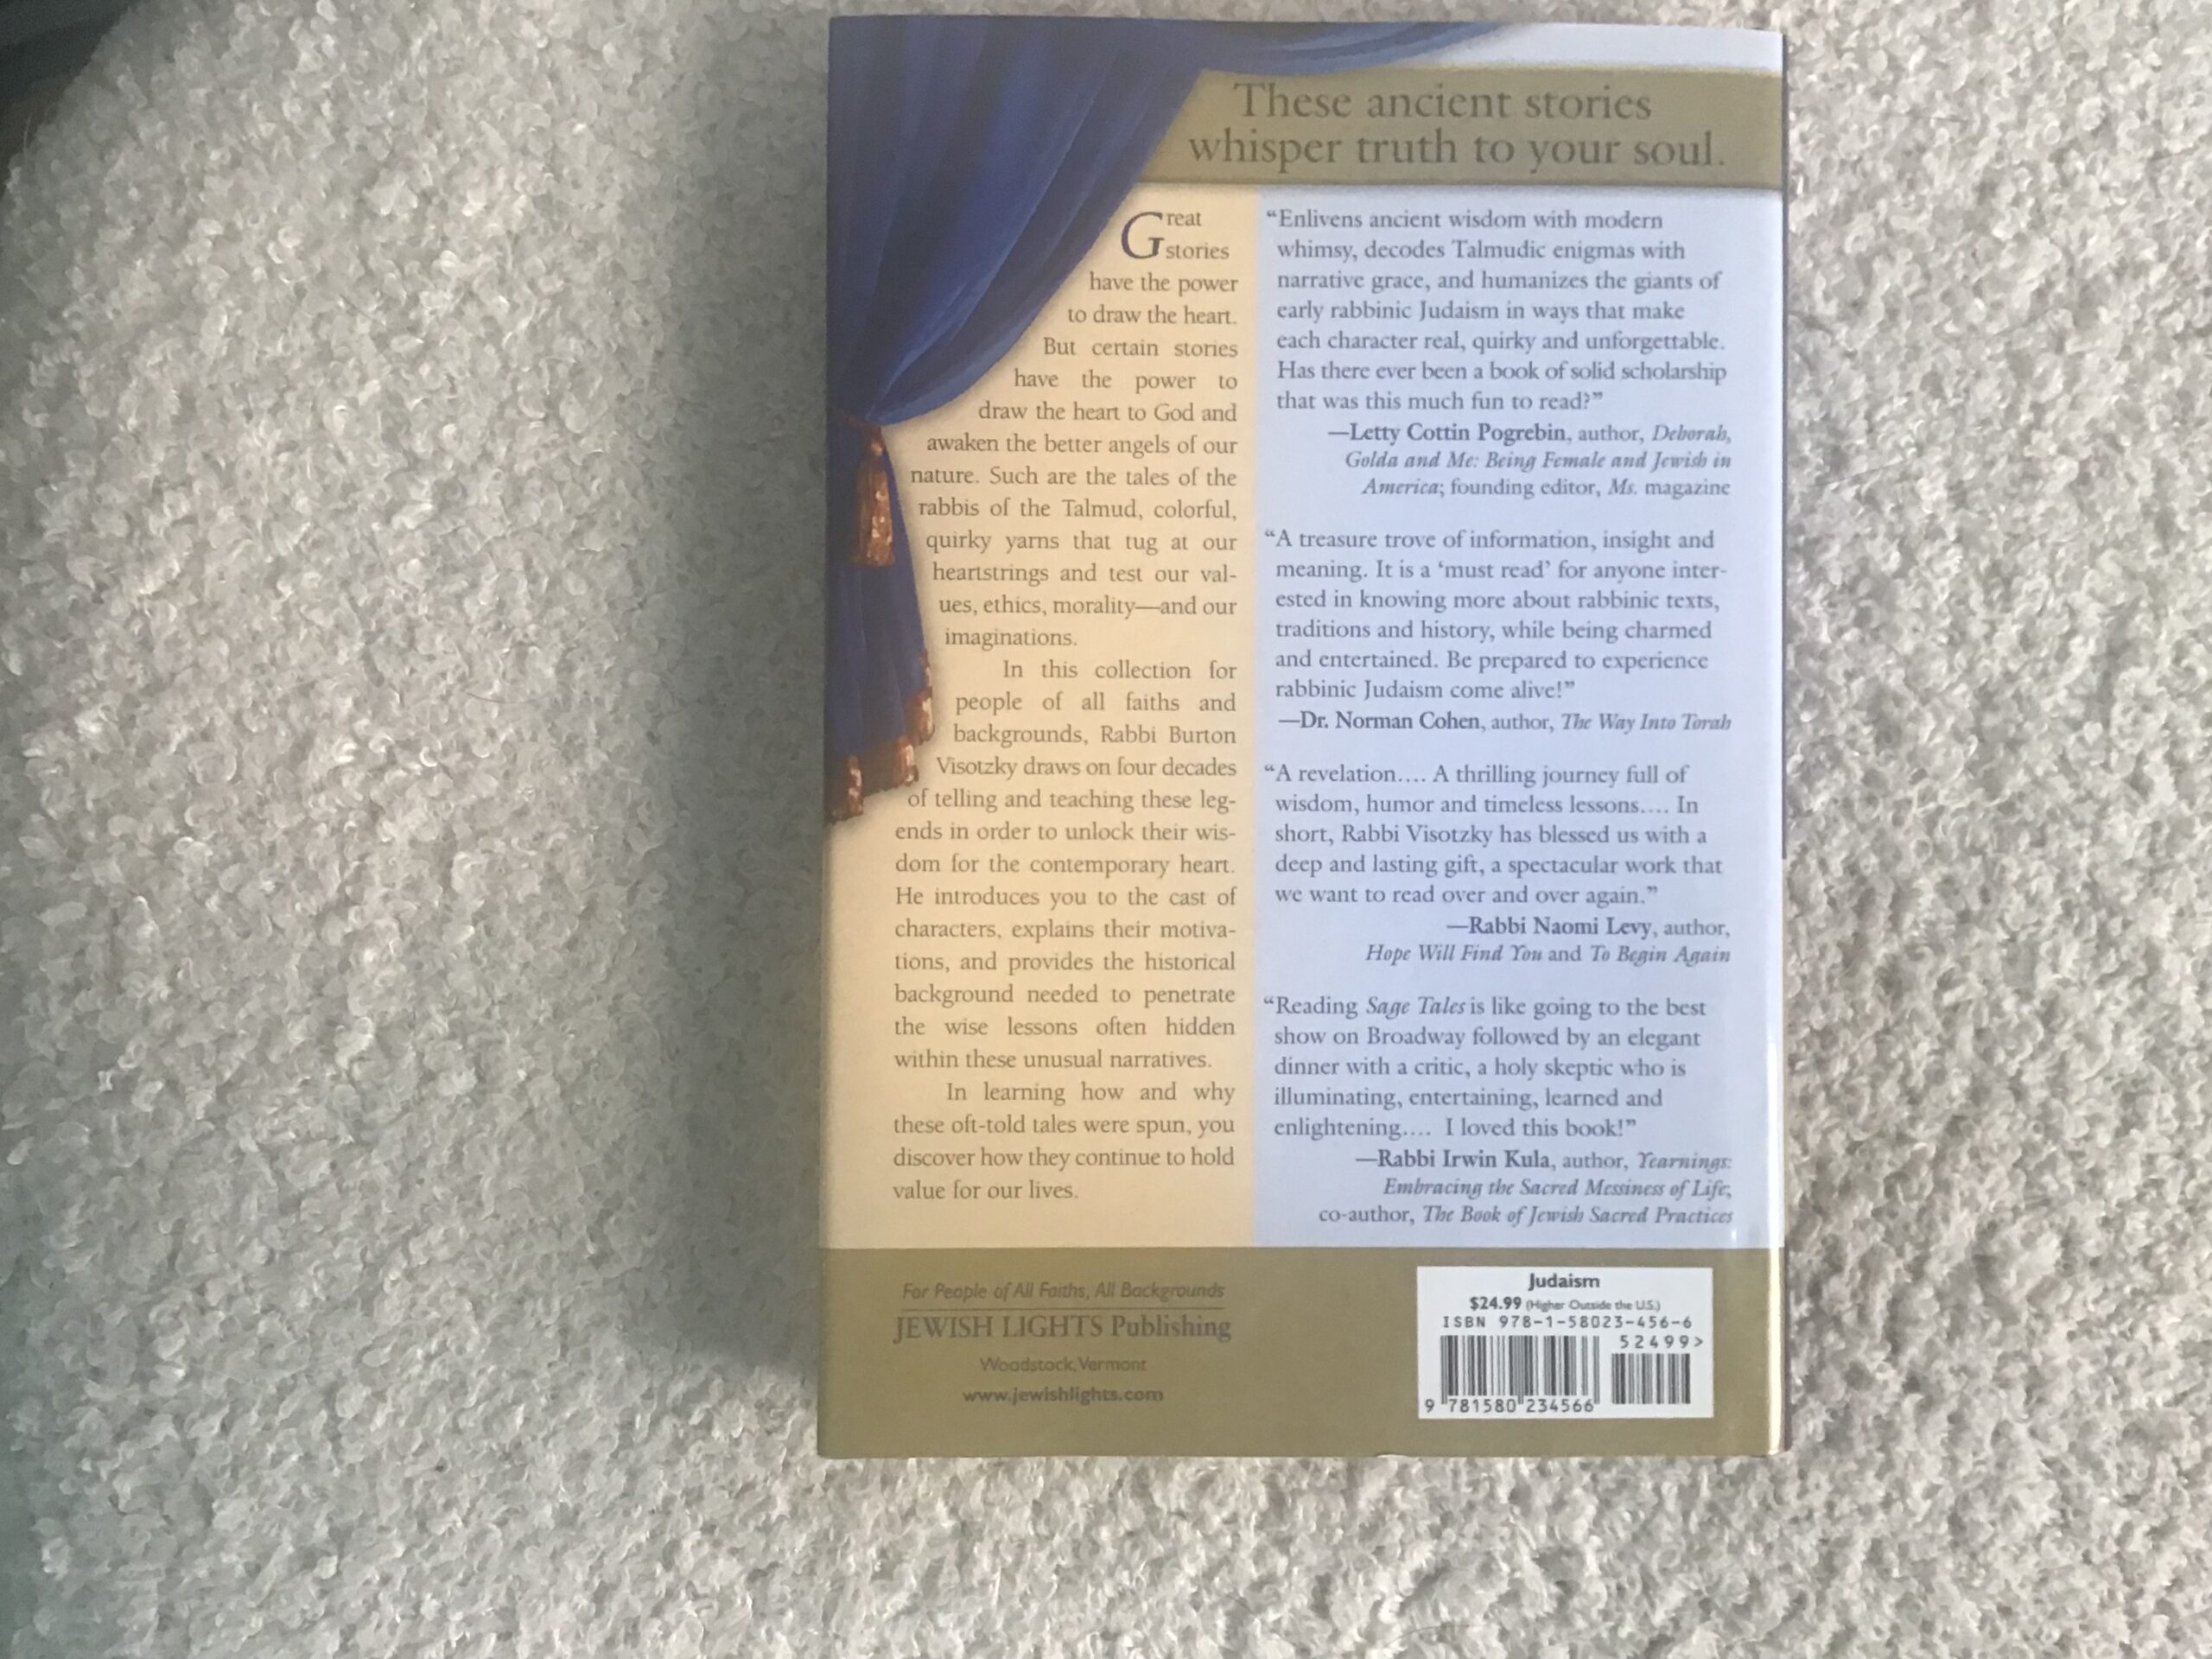 These ancient stories
whisper truth to your soul.
Great
stories
have the power
to draw the heart.
But certain stories
have the power to
draw the heart to God and
awaken the better angels of our
nature. Such are the tales of the
rabbis of the Talmud, colorful,
quirky yarns that tug at our
heartstrings and test our val-
ues, ethics, morality—and our
imaginations.
In this collection for
people of all faiths and
backgrounds, Rabbi Burton
Visotzky draws on four decades
of telling and teaching these leg-
ends in order to unlock their wis-
dom for the contemporary heart.
He introduces you to the cast of
characters, explains their motiva-
tions, and provides the historical
background needed to penetrate
the wise lessons often hidden
within these unusual narratives.
In learning how and why
these oft-told tales were spun, you
discover how they continue to hold
value for our lives.
“Enlivens ancient wisdom with modern
whimsy, decodes Talmudic enigmas with
narrative grace, and humanizes the giants of
early rabbinic Judaism in ways that make
each character real, quirky and unforgettable.
Has there ever been a book of solid scholarship
that was this much fun to read?”
—Letty Cottin Pogrebin, author, Deborah,
Golda and Me: Being Female and Jewish in
America; founding editor, Ms. magazine
“A treasure trove of information, insight and
meaning. It is a ‘must read’ for anyone inter-
ested in knowing more about rabbinic texts,
traditions and history, while being charmed
and entertained. Be prepared to experience
rabbinic Judaism come alive!”
—Dr. Norman Cohen, author, The Way Into Torah
“A revelation.... A thrilling journey full of
wisdom, humor and timeless lessons.... In
short, Rabbi Visotzky has blessed us with a
deep and lasting gift, a spectacular work that
we want to read over and over again.”
—Rabbi Naomi Levy, author,
Hope Will Find You and To Begin Again
“Reading Sage Tales is like going to the best
show on Broadway followed by an elegant
dinner with a critic, a holy skeptic who is
illuminating, entertaining, learned and
enlightening.... I loved this book!”
—Rabbi Irwin Kula, author, Yearnings:
Embracing the Sacred Messiness of Life;
co-author, The Book of Jewish Sacred Practices
For People of All Faiths, All Backgrounds
JEWISH LIGHTS Publishing
Woodstock, Vermont
www.jewishlights.com
Judaism
$24.99 (Higher Outside the U.S.)
ISBN 978-1-58023-456-6
52499>
9 781580 234566